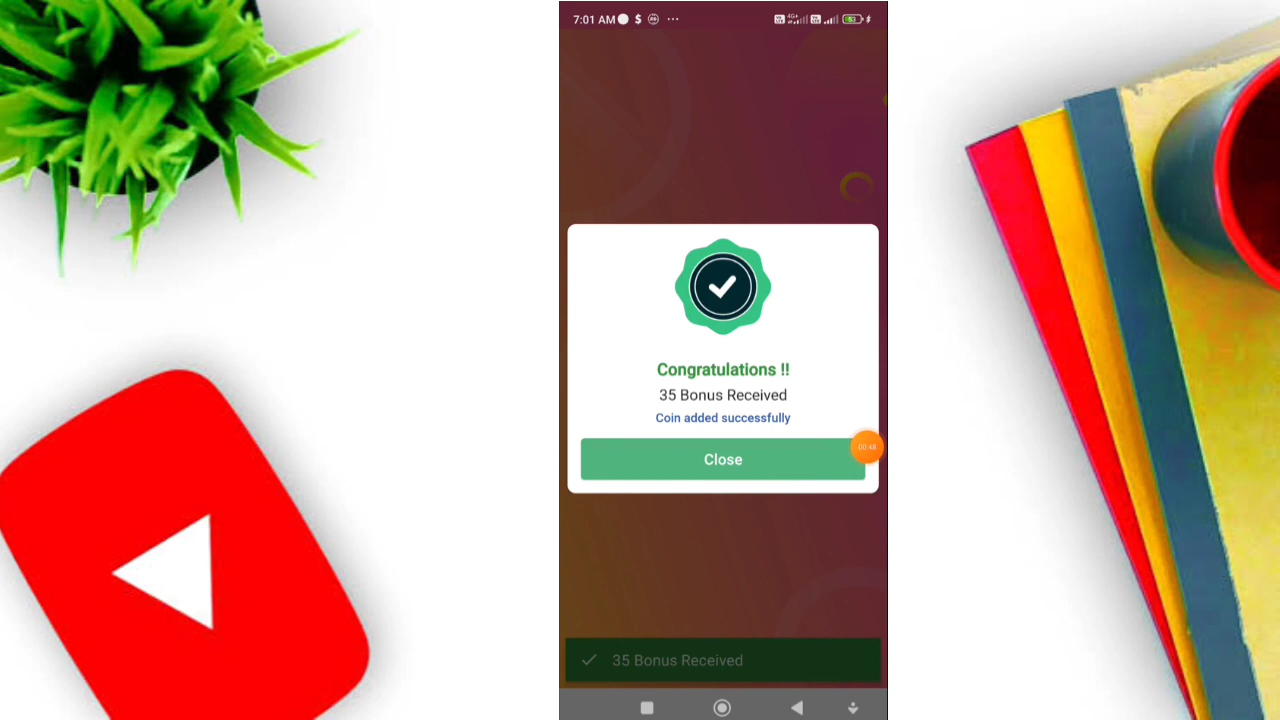 7:01 AM
Congratulations !!
35 Bonus Received
Coin added successfully
Close
00:48
35 Bonus Received